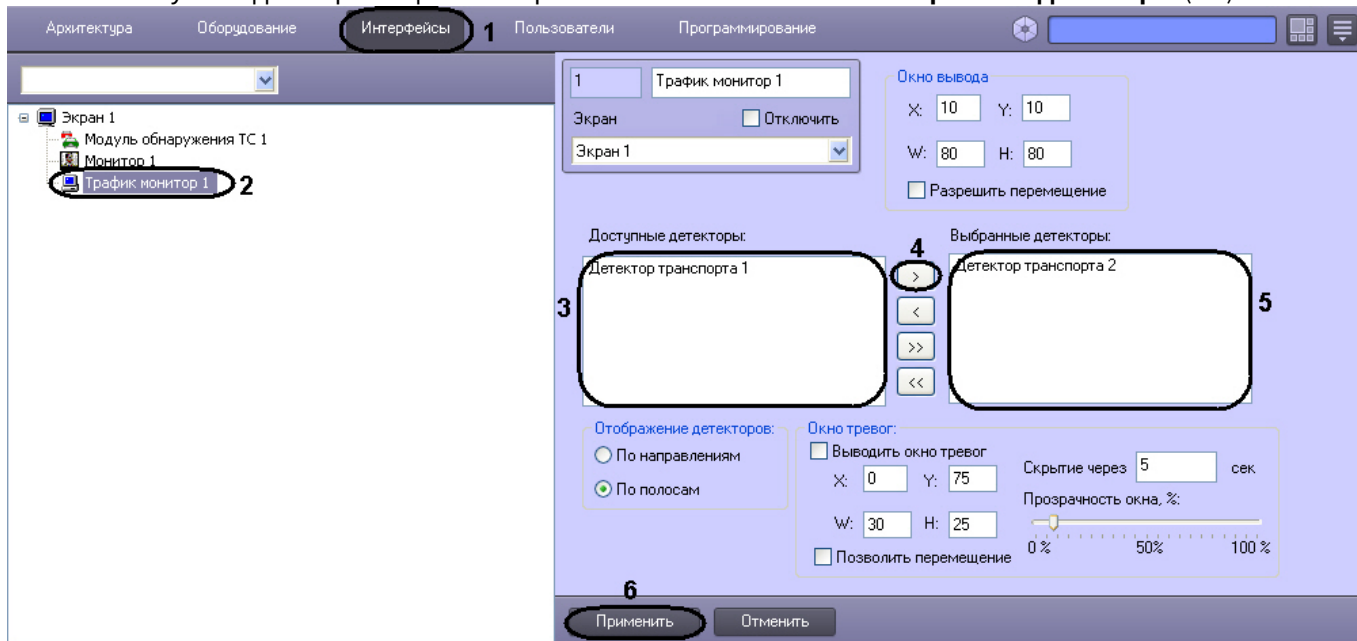 Архитектура Оборудование Интерфейсы 1 Пользователи Программирование
1 Трафик монитор 1
Экран Отключить
Экран 1
Окно вывода
X: 10 Y: 10
W: 80 H: 80
Разрешить перемещение
Экран 1
Модуль обнаружения ТС 1
Монитор 1
Трафик монитор 1 2
Доступные детекторы:
4
Выбранные детекторы:
Детектор транспорта 1
>
Детектор транспорта 2
3
<
5
>>
<<
Отображение детекторов:
По направлениям
По полосам
Окно тревог:
Выводить окно тревог
X: 0 Y: 75
W: 30 H: 25
Позволить перемещение
Скрытие через 5 сек
Прозрачность окна, %:
0 % 50% 100 %
6
Применить Отменить